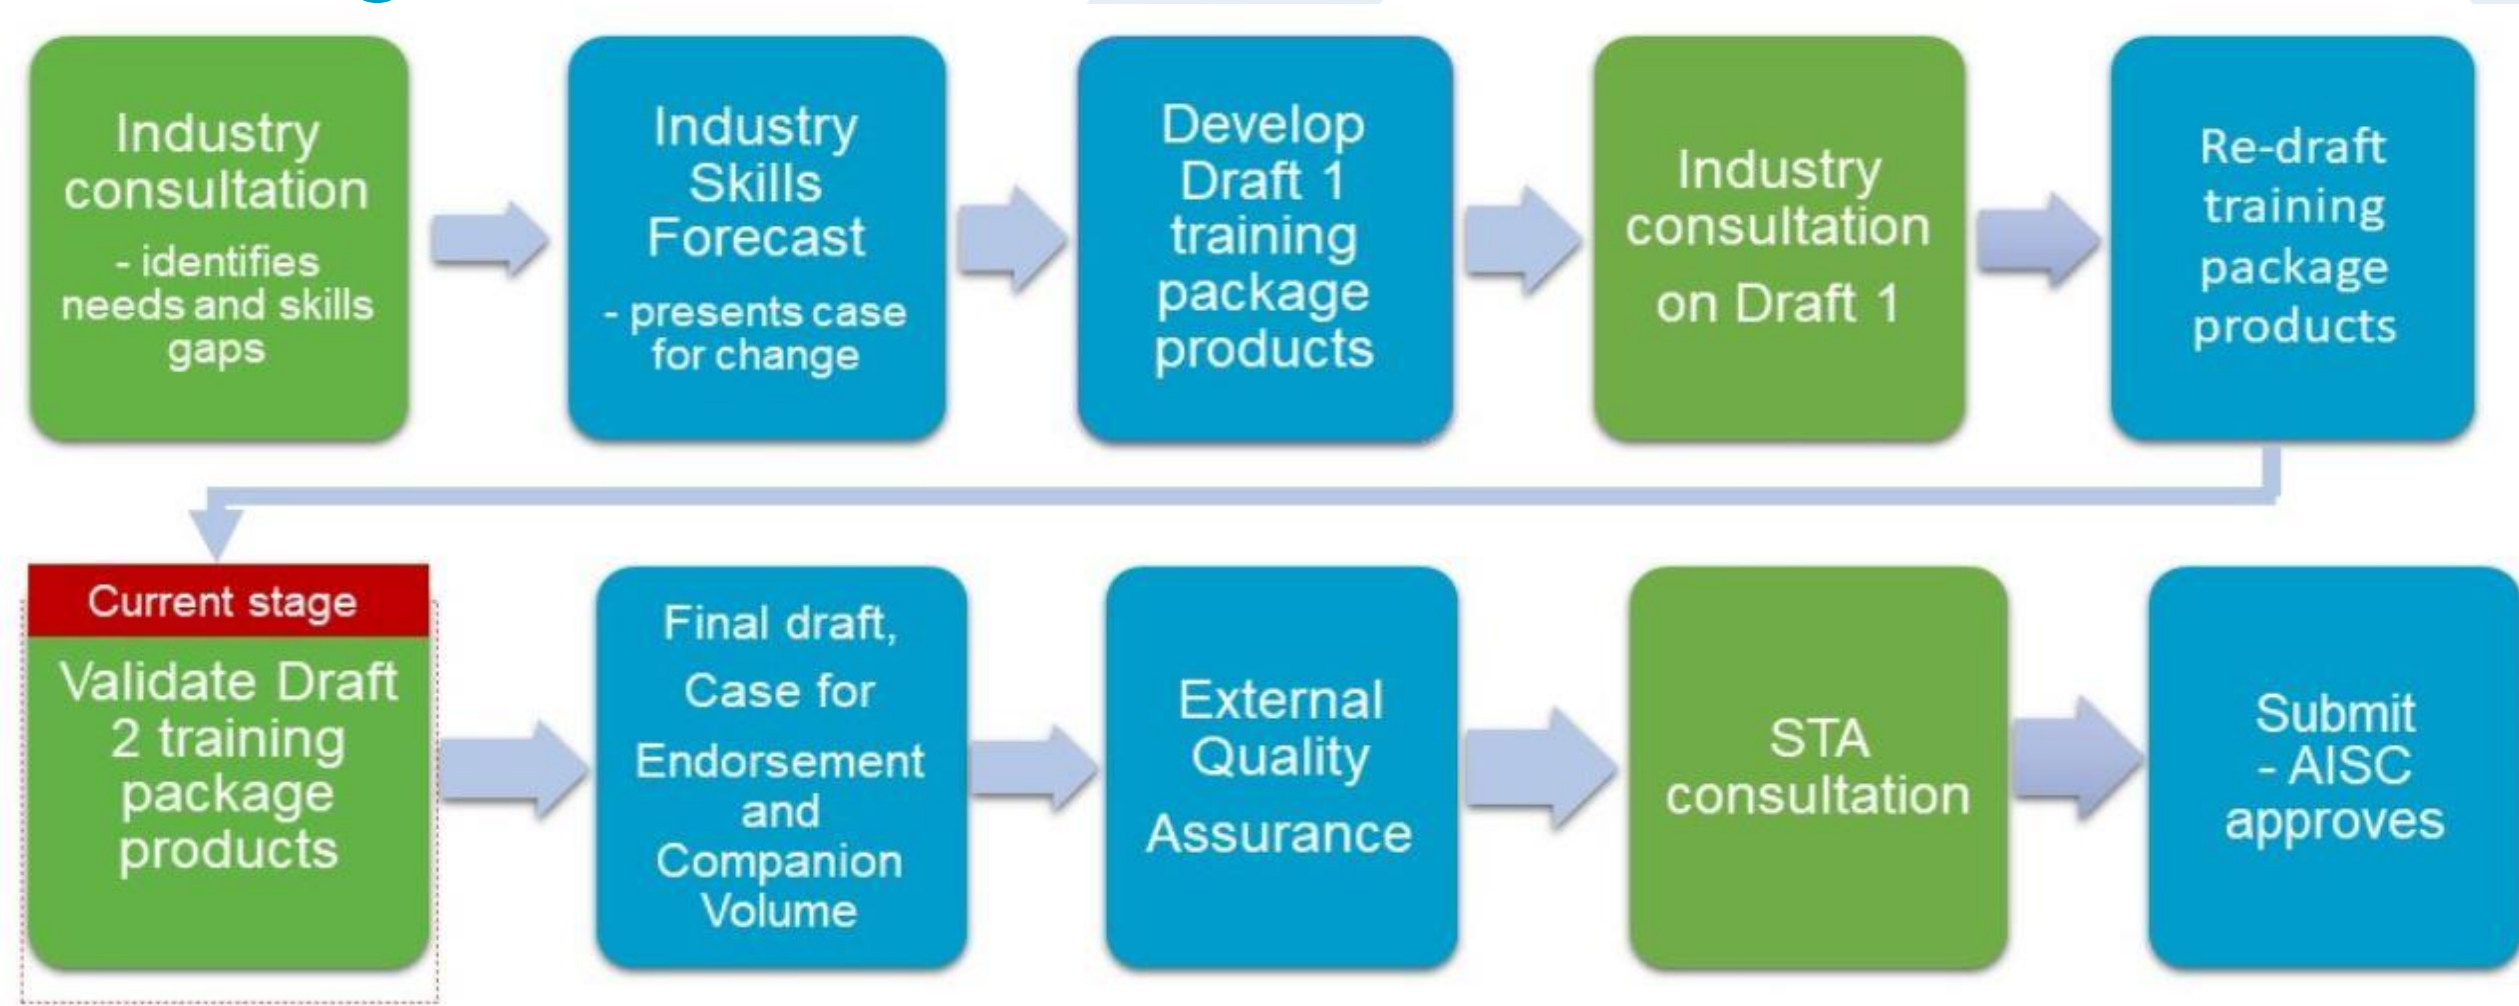 Industry
consultation
- identifies
needs and skills
gaps
Industry
Skills
Forecast
- presents case
for change
Develop
Draft 1
training
package
products
Industry
consultation
on Draft 1
Re-draft
training
package
products
Current stage
Validate Draft
2 training
package
products
Final draft,
Case for
Endorsement
and
Companion
Volume
External
Quality
Assurance
STA
consultation
Submit
- AISC
approves